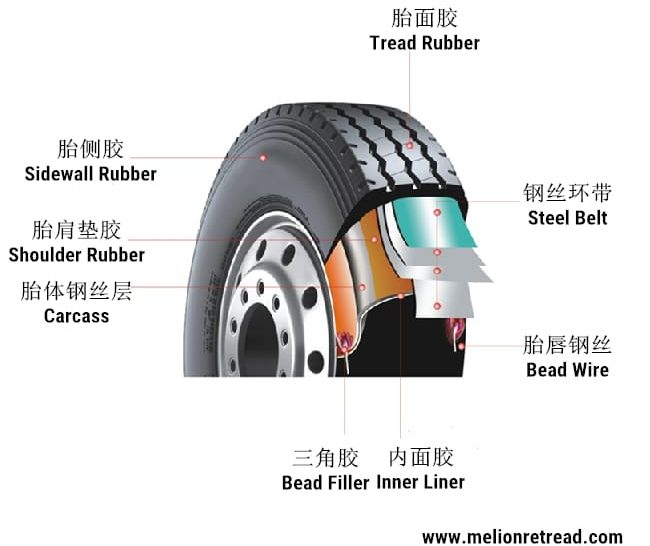 胎面胶
Tread Rubber
胎侧胶
Sidewall Rubber
钢丝环带
Steel Belt
胎肩垫胶
Shoulder Rubber
胎体钢丝层
Carcass
胎唇钢丝
Bead Wire
三角胶
Bead Filler
内面胶
Inner Liner
www.melionretread.com